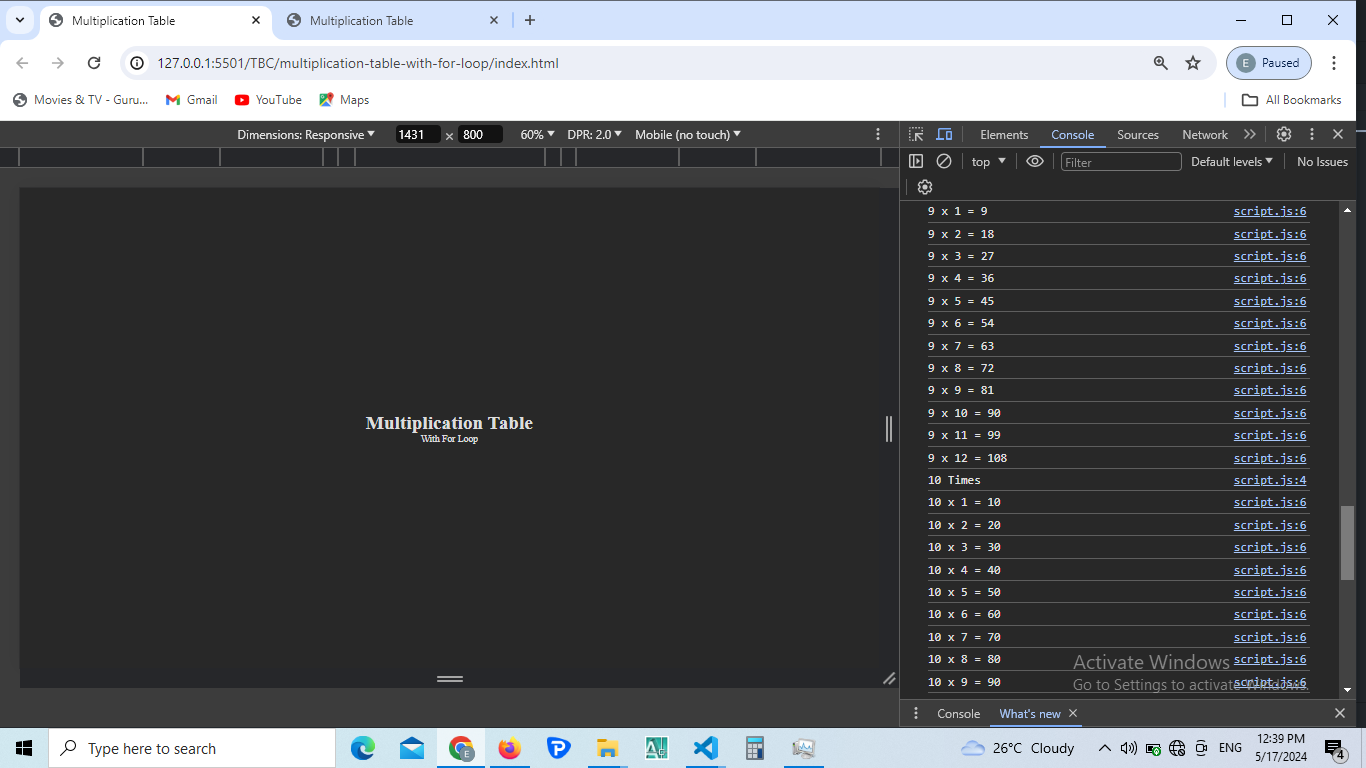 Multiplication Table
Multiplication Table
127.0.0.1:5501/TBC/multiplication-table-with-for-loop/index.html
E Paused
Movies & TV - Guru...
Gmail
YouTube
Maps
All Bookmarks
Dimensions: Responsive 1431 x 800 60% DPR: 2.0 Mobile (no touch)
Elements Console Sources Network
top Filter Default levels No Issues
Multiplication Table
With For Loop
9 x 1 = 9 script.js:6
9 x 2 = 18 script.js:6
9 x 3 = 27 script.js:6
9 x 4 = 36 script.js:6
9 x 5 = 45 script.js:6
9 x 6 = 54 script.js:6
9 x 7 = 63 script.js:6
9 x 8 = 72 script.js:6
9 x 9 = 81 script.js:6
9 x 10 = 90 script.js:6
9 x 11 = 99 script.js:6
9 x 12 = 108 script.js:6
10 Times script.js:4
10 x 1 = 10 script.js:6
10 x 2 = 20 script.js:6
10 x 3 = 30 script.js:6
10 x 4 = 40 script.js:6
10 x 5 = 50 script.js:6
10 x 6 = 60 script.js:6
10 x 7 = 70 script.js:6
10 x 8 = 80 script.js:6
10 x 9 = 90 script.js:6
Activate Windows
Go to Settings to activate Windows.
Console What's new
Type here to search
26°C Cloudy
ENG
12:39 PM
5/17/2024
4